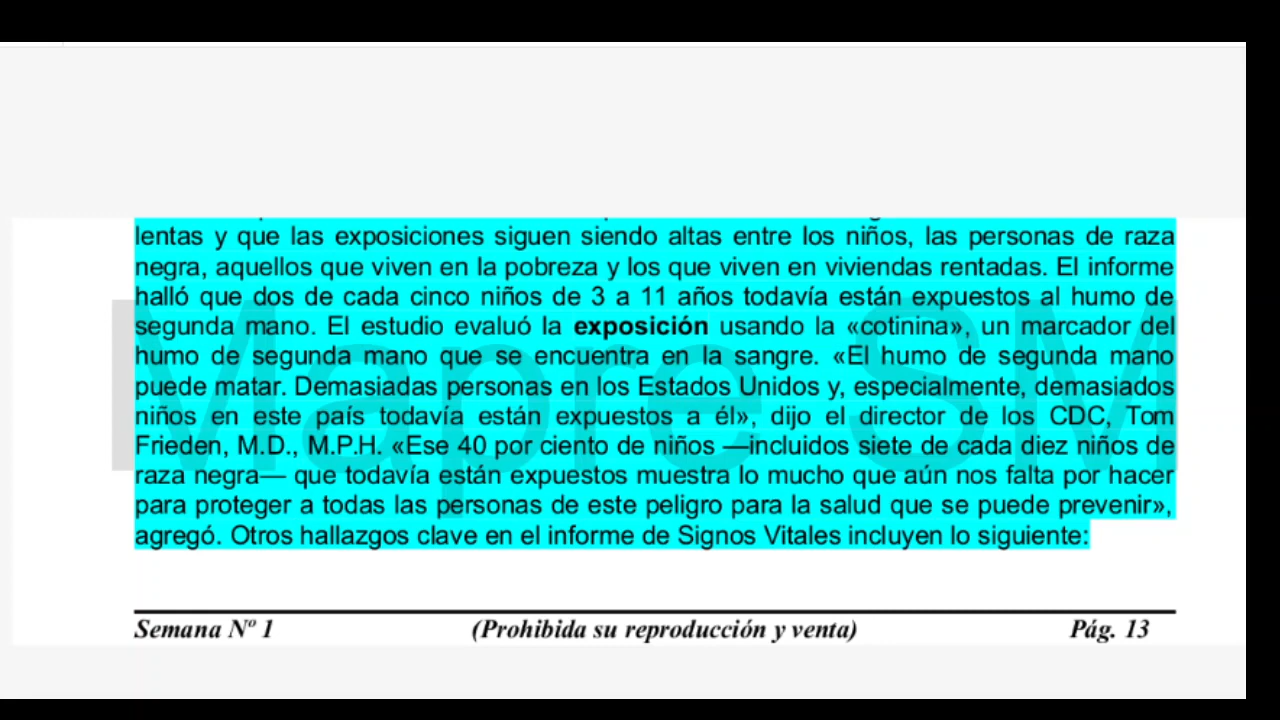 lentas y que las exposiciones siguen siendo altas entre los niños, las personas de raza
negra, aquellos que viven en la pobreza y los que viven en viviendas rentadas. El informe
halló que dos de cada cinco niños de 3 a 11 años todavía están expuestos al humo de
segunda mano. El estudio evaluó la exposición usando la «cotinina», un marcador del
humo de segunda mano que se encuentra en la sangre. «El humo de segunda mano
puede matar. Demasiadas personas en los Estados Unidos y, especialmente, demasiados
niños en este país todavía están expuestos a él», dijo el director de los CDC, Tom
Frieden, M.D., M.P.H. «Ese 40 por ciento de niños —incluidos siete de cada diez niños de
raza negra— que todavía están expuestos muestra lo mucho que aún nos falta por hacer
para proteger a todas las personas de este peligro para la salud que se puede prevenir»,
agregó. Otros hallazgos clave en el informe de Signos Vitales incluyen lo siguiente:
Mapre SM
Semana Nº 1 (Prohibida su reproducción y venta) Pág. 13